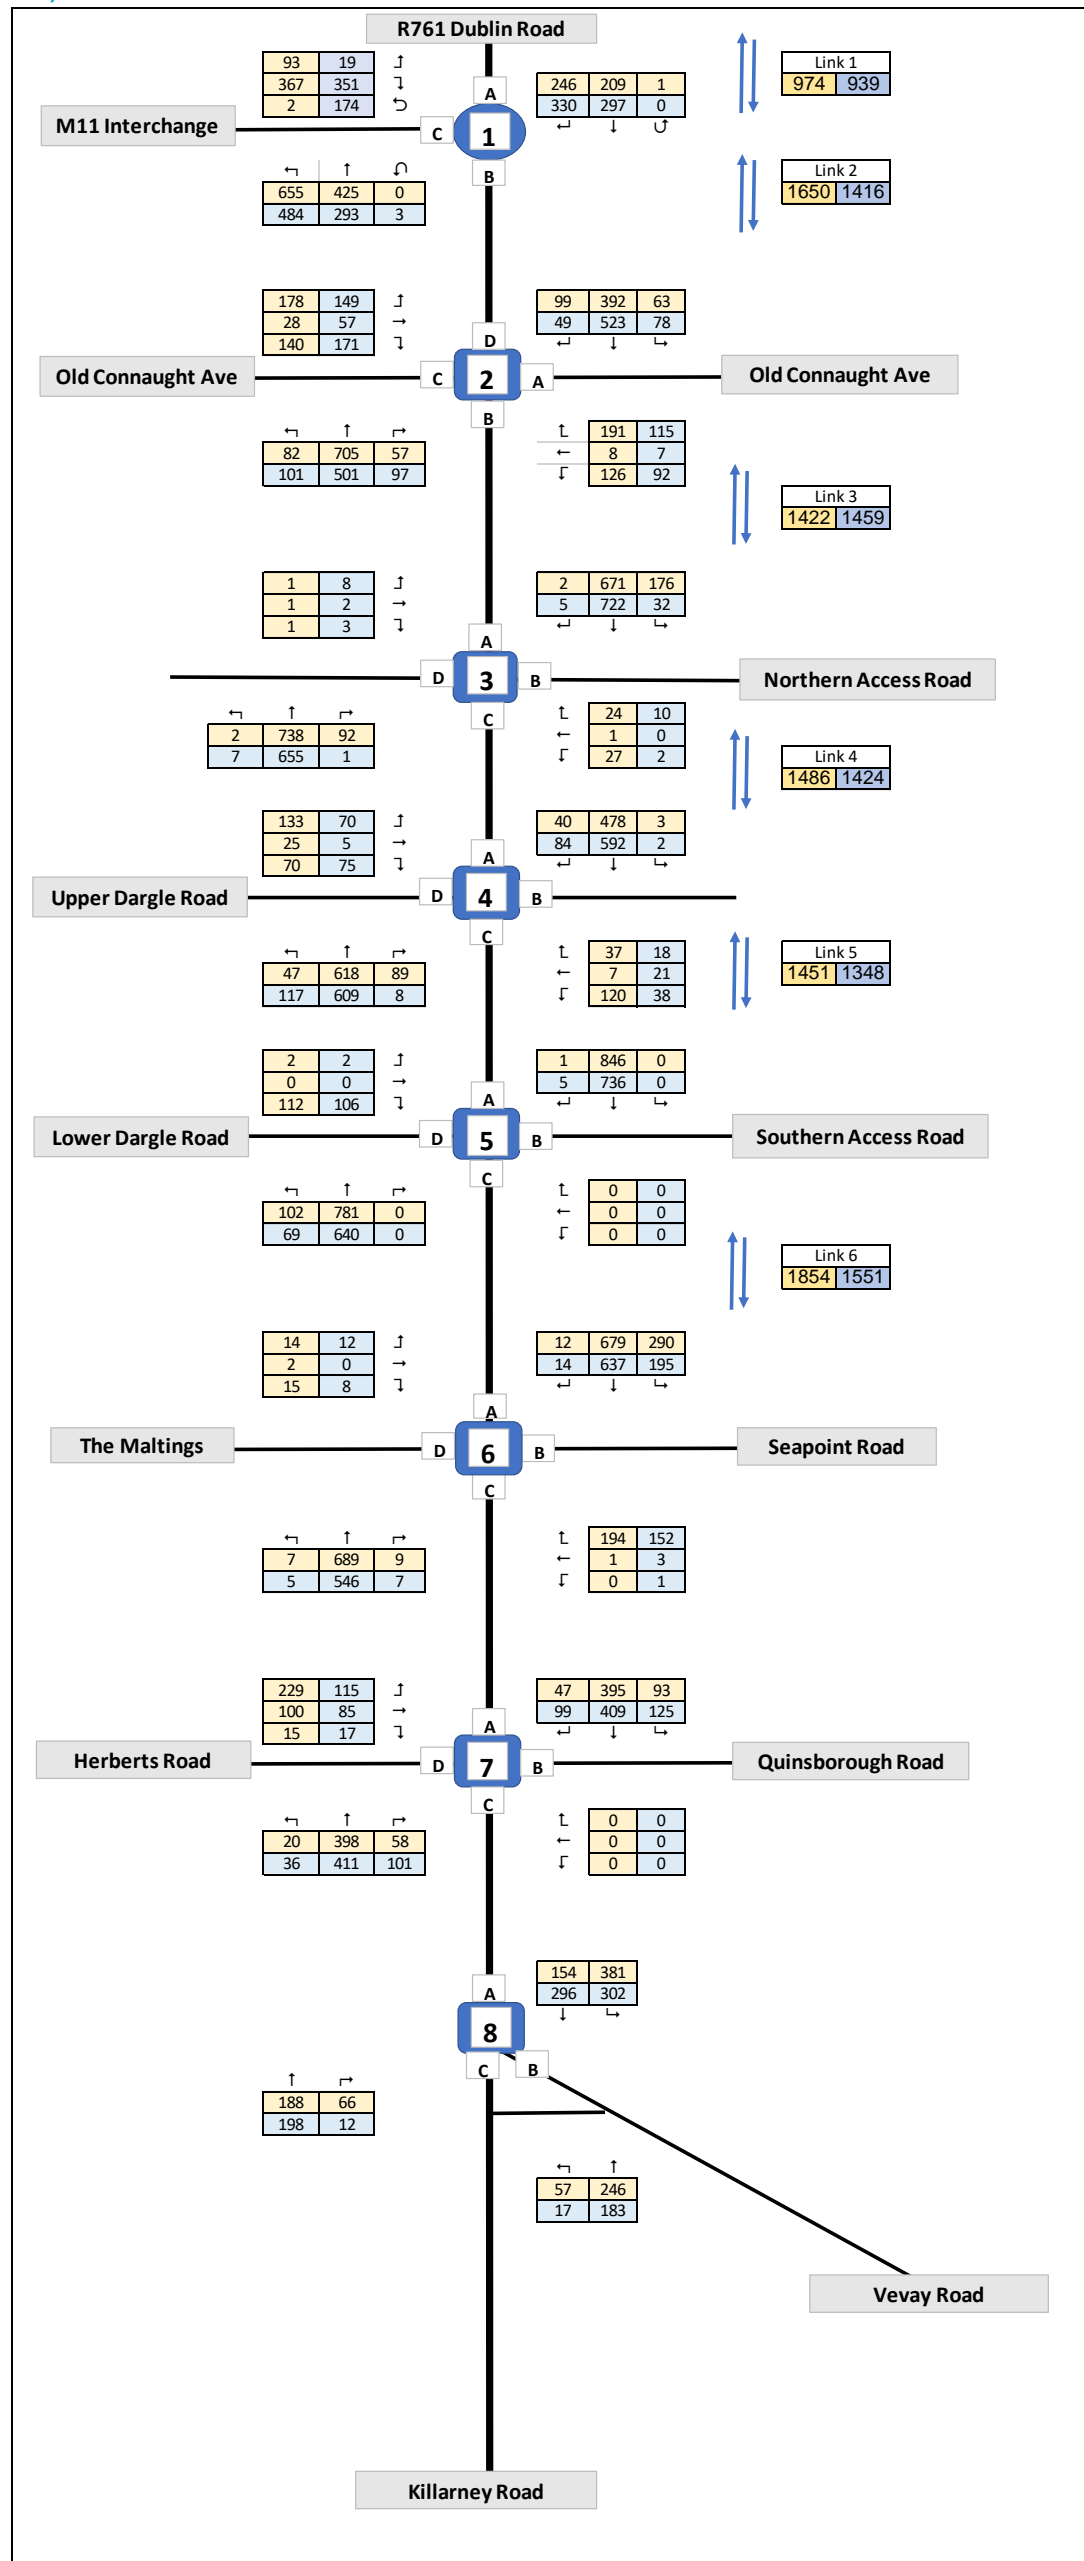 R761 Dublin Road
93 19 ↑
367 351 ↴
2 174 ⮌
246 209 1
330 297 0
↵ ↓ ⮍
Link 1
974 939
M11 Interchange
A
C 1
B
↰ ↑ ↷
655 425 0
484 293 3
Link 2
1650 1416
178 149 ↑
28 57 →
140 171 ↴
99 392 63
49 523 78
↵ ↓ ↳
D
Old Connaught Ave
C 2 A
Old Connaught Ave
B
↰ ↑ ↱
82 705 57
101 501 97
↑ 191 115
← 8 7
↓ 126 92
Link 3
1422 1459
1 8 ↑
1 2 →
1 3 ↴
2 671 176
5 722 32
↵ ↓ ↳
A
D 3 B
Northern Access Road
C
↰ ↑ ↱
2 738 92
7 655 1
↑ 24 10
← 1 0
↓ 27 2
Link 4
1486 1424
133 70 ↑
25 5 →
70 75 ↴
40 478 3
84 592 2
↵ ↓ ↳
A
Upper Dargle Road
D 4 B
C
↰ ↑ ↱
47 618 89
117 609 8
↑ 37 18
← 7 21
↓ 120 38
Link 5
1451 1348
2 2 ↑
0 0 →
112 106 ↴
1 846 0
5 736 0
↵ ↓ ↳
A
Lower Dargle Road
D 5 B
Southern Access Road
C
↰ ↑ ↱
102 781 0
69 640 0
↑ 0 0
← 0 0
↓ 0 0
Link 6
1854 1551
14 12 ↑
2 0 →
15 8 ↴
12 679 290
14 637 195
↵ ↓ ↳
A
The Maltings
D 6 B
Seapoint Road
C
↰ ↑ ↱
7 689 9
5 546 7
↑ 194 152
← 1 3
↓ 0 1
229 115 ↑
100 85 →
15 17 ↴
47 395 93
99 409 125
↵ ↓ ↳
A
Herberts Road
D 7 B
Quinsborough Road
C
↰ ↑ ↱
20 398 58
36 411 101
↑ 0 0
← 0 0
↓ 0 0
154 381
296 302
↓ ↳
A
8
C B
↑ ↱
188 66
198 12
↰ ↑
57 246
17 183
Vevay Road
Killarney Road